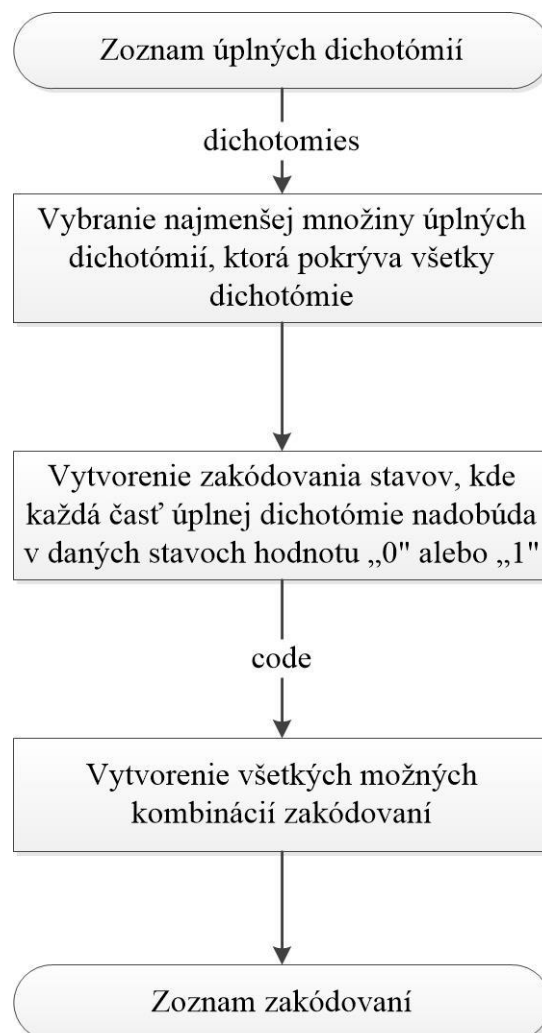 Zoznam úplných dichotómií
dichotomies
Vybranie najmenšej množiny úplných
dichotómií, ktorá pokrýva všetky
dichotómie
Vytvorenie zakódovania stavov, kde
každá časť úplnej dichotómie nadobúda
v daných stavoch hodnotu „0" alebo „1"
code
Vytvorenie všetkých možných
kombinácií zakódovaní
Zoznam zakódovaní